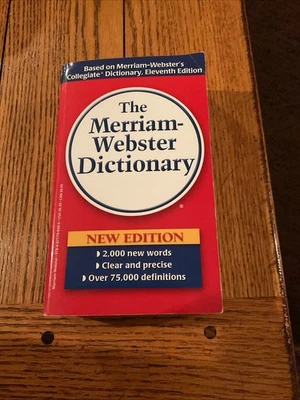 Based on Merriam-Webster's
Collegiate® Dictionary, Eleventh Edition
The
Merriam-
Webster
Dictionary
®
NEW EDITION
◗ 2,000 new words
◗ Clear and precise
◗ Over 75,000 definitions